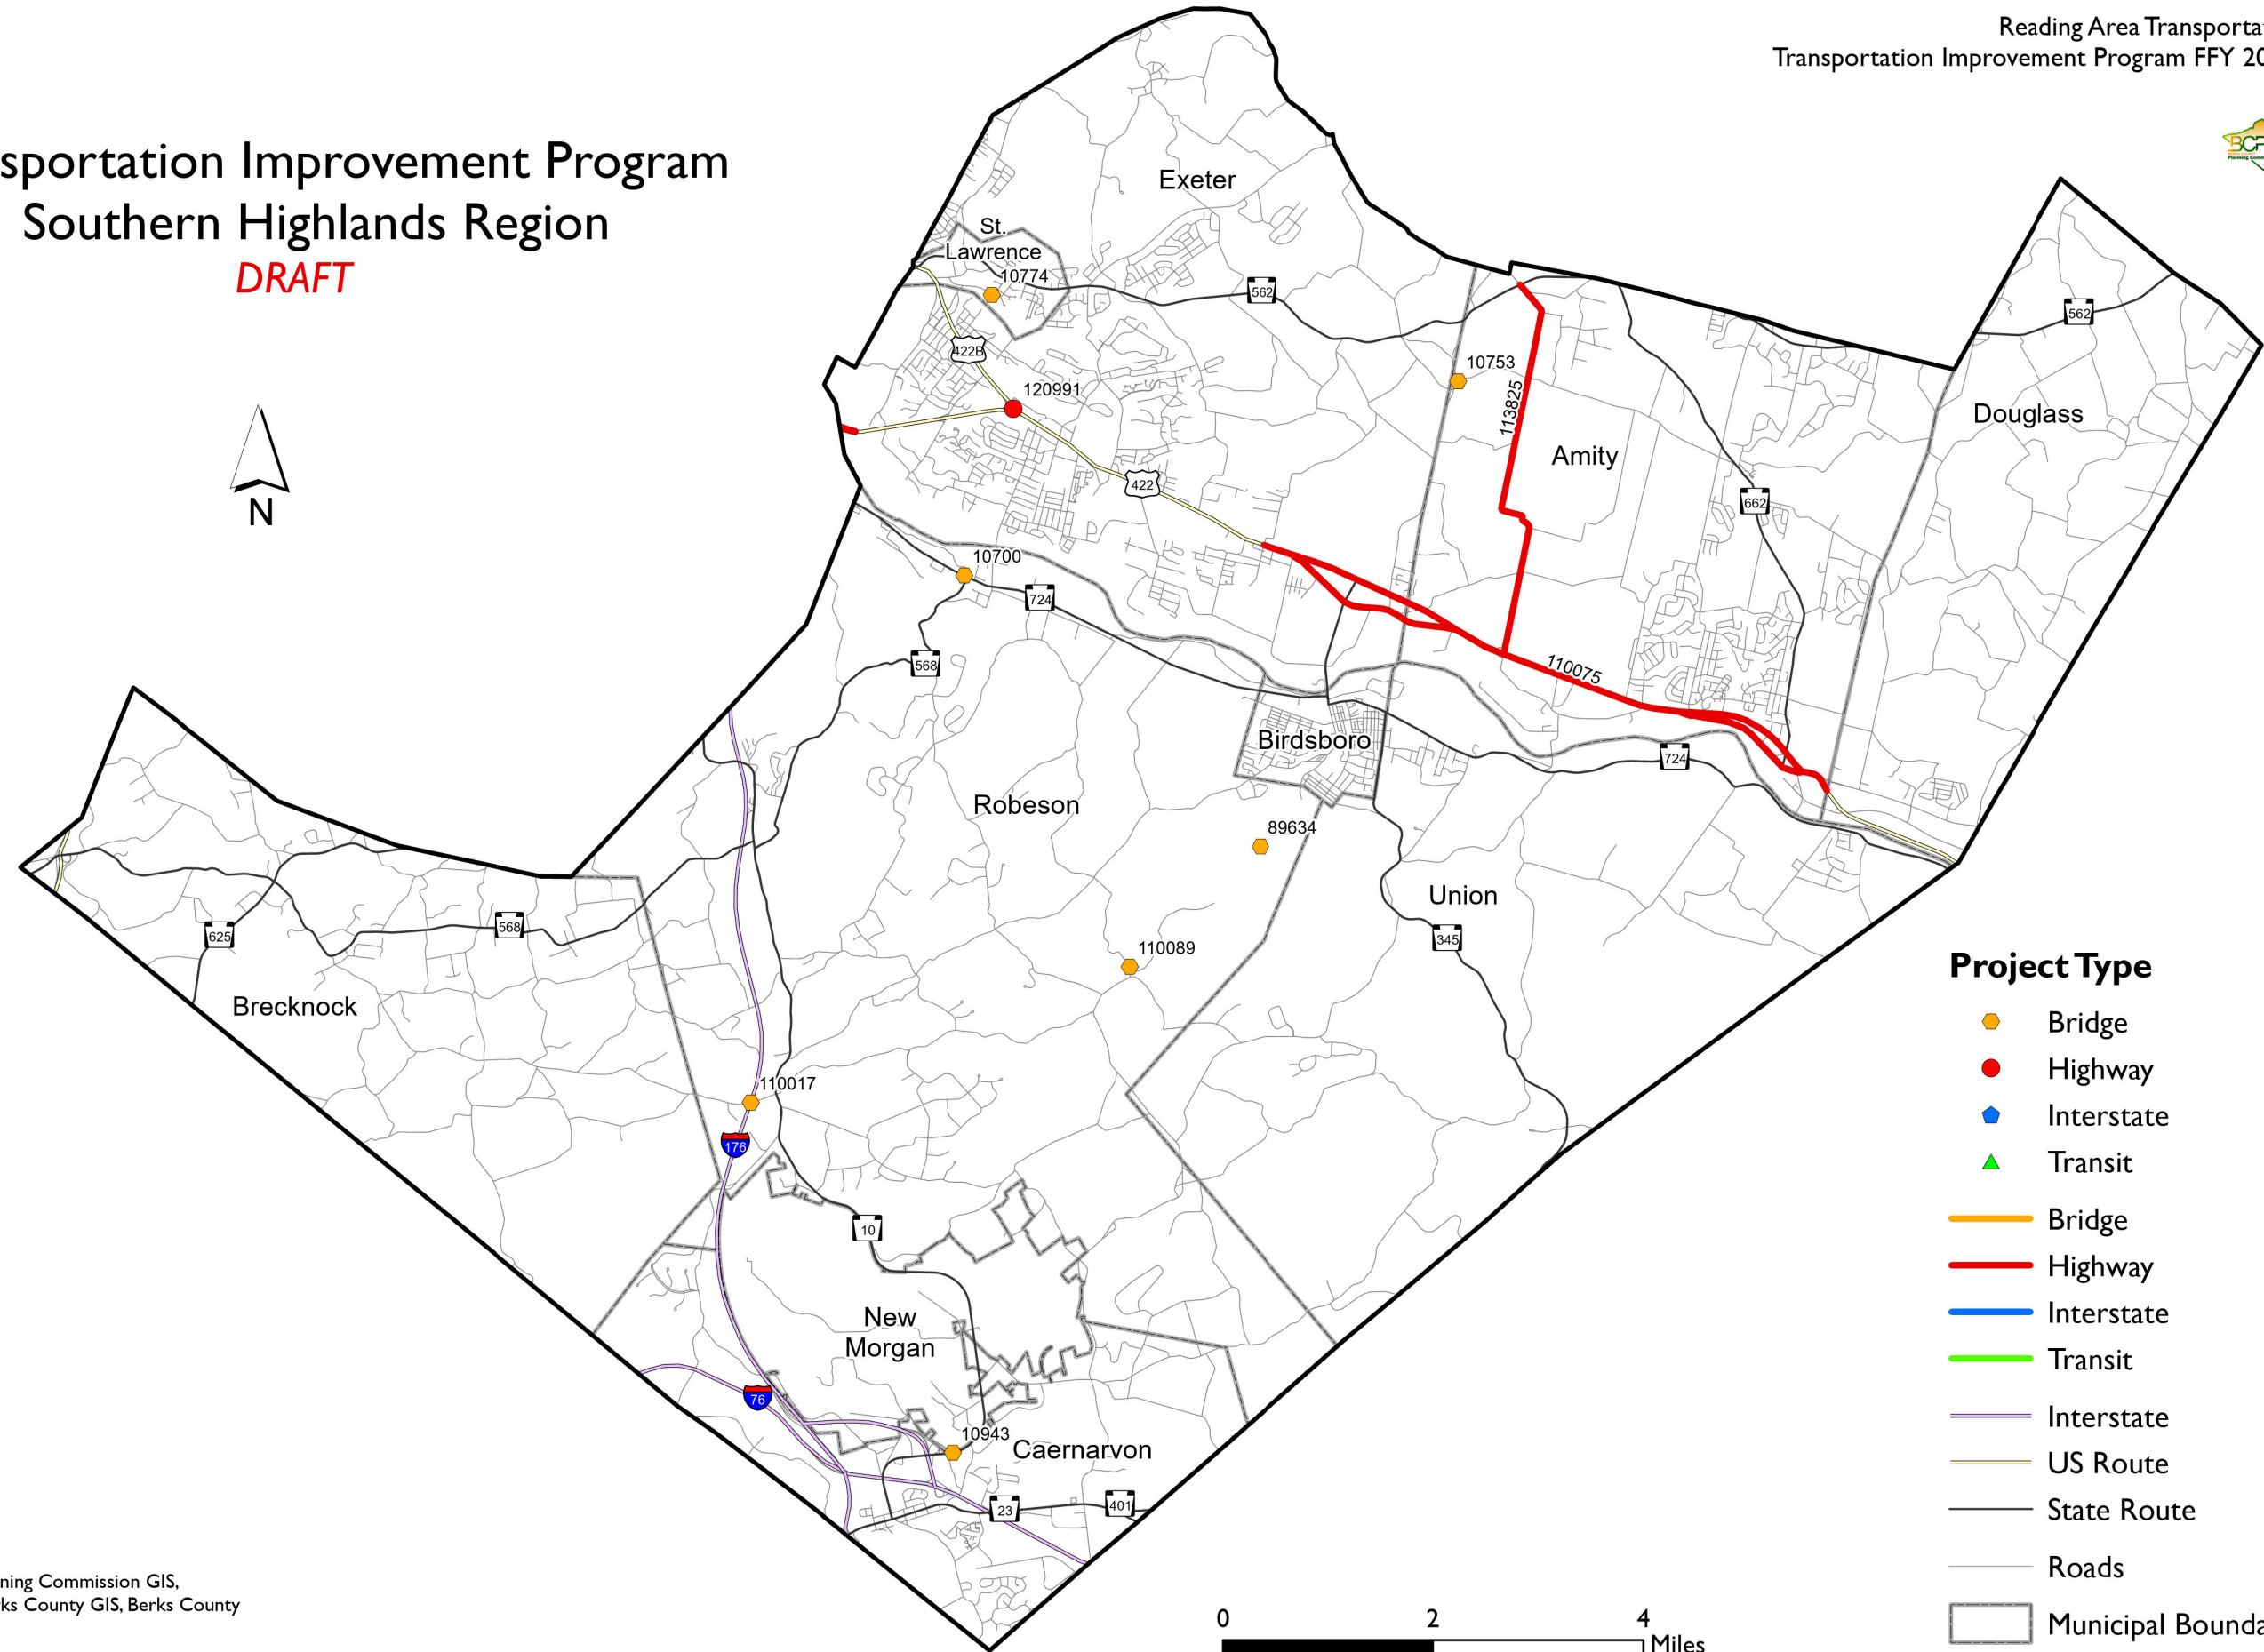 Reading Area Transporta
Transportation Improvement Program FFY 20
BCP
Planning Comm
sportation Improvement Program
Southern Highlands Region
DRAFT
N
Exeter
St.
Lawrence
10774
562
562
422B
10753
120991
113825
Douglass
Amity
422
662
10700
724
568
110075
Birdsboro
724
Robeson
89634
Union
625
568
345
110089
Brecknock
110017
176
10
New
Morgan
76
10943
Caernarvon
23
401
Project Type
Bridge
Highway
Interstate
Transit
Bridge
Highway
Interstate
Transit
Interstate
US Route
State Route
Roads
Municipal Bounda
ning Commission GIS,
ks County GIS, Berks County
0 2 4
Miles